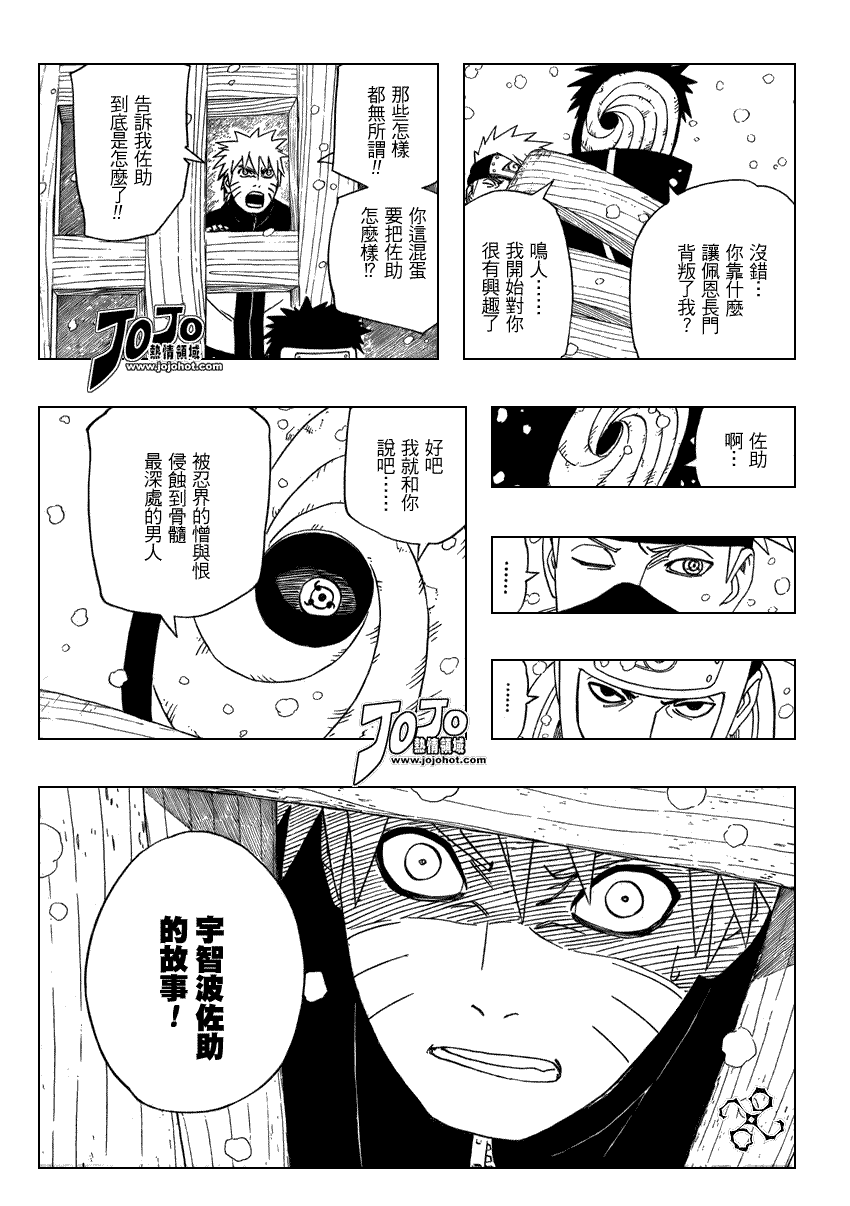 沒錯…
你靠什麼
讓佩恩長門
背叛了我？
鳴人……
我開始對你
很有興趣了
那些怎樣
都無所謂!!
你這混蛋
要把佐助
怎麼樣!?
告訴我佐助
到底是怎麼了!!
JOJO
熱情領域
www.jojohot.com
佐助
啊…
……
……
好吧
我就和你
說吧……
被忍界的憎與恨
侵蝕到骨髓
最深處的男人
JOJO
熱情領域
www.jojohot.com
宇智波佐助
的故事！